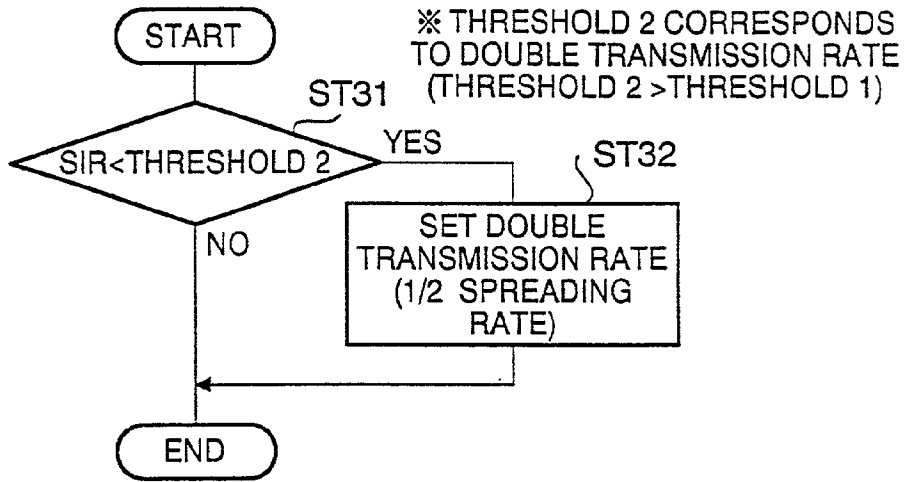 START
※ THRESHOLD 2 CORRESPONDS
TO DOUBLE TRANSMISSION RATE
(THRESHOLD 2 >THRESHOLD 1)
ST31
SIR<THRESHOLD 2
YES
ST32
NO
SET DOUBLE
TRANSMISSION RATE
(1/2 SPREADING
RATE)
END